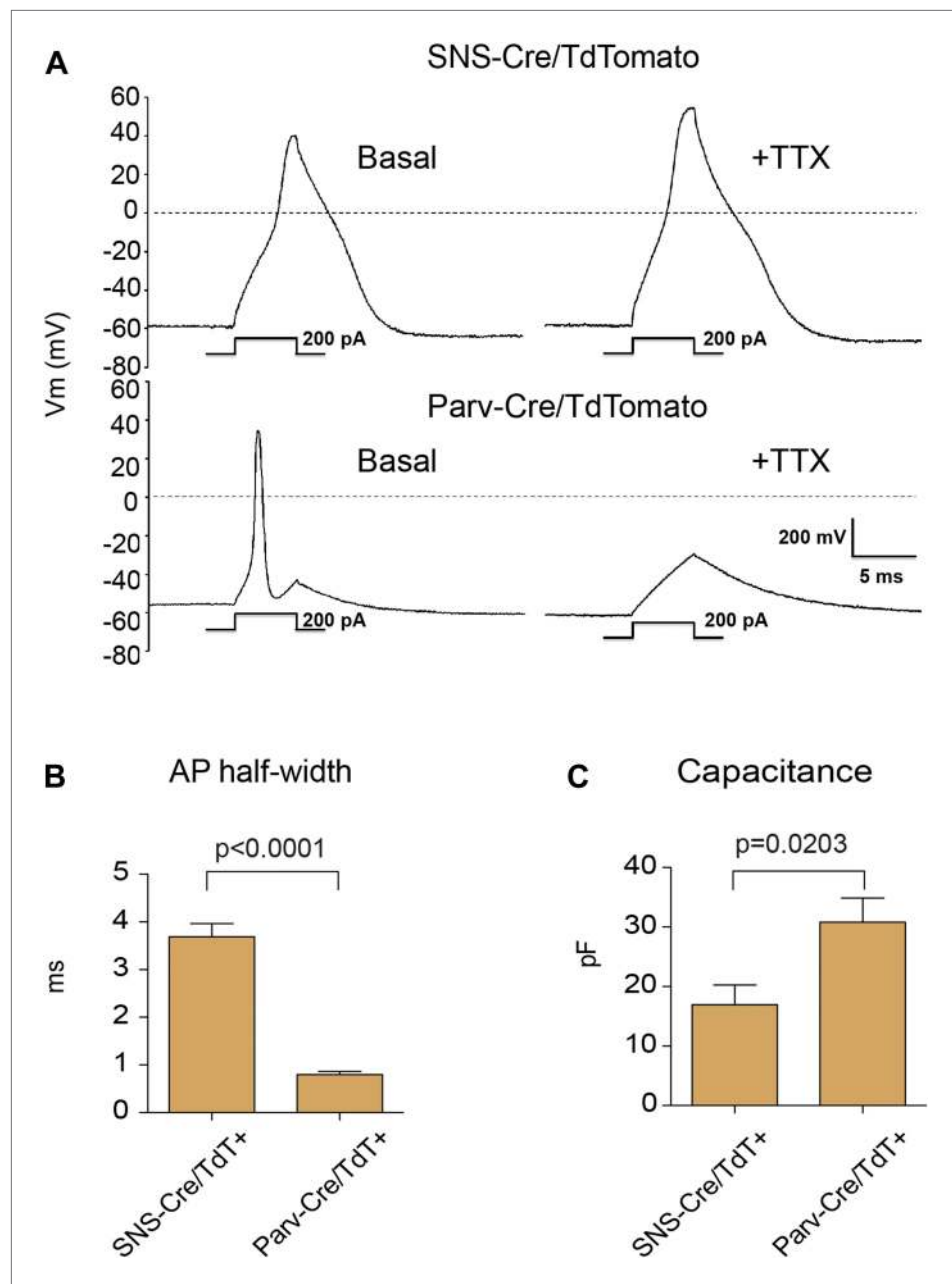 A
SNS-Cre/TdTomato
60
40
20
0
-20
-40
-60
-80
Basal
+TTX
200 pA
200 pA
Vm (mV)
Parv-Cre/TdTomato
60
40
20
0
-20
-40
-60
-80
Basal
+TTX
200 mV
5 ms
200 pA
200 pA
B
AP half-width
p<0.0001
5
4
3
2
1
0
ms
SNS-Cre/TdT+
Parv-Cre/TdT+
C
Capacitance
p=0.0203
40
30
20
10
0
pF
SNS-Cre/TdT+
Parv-Cre/TdT+